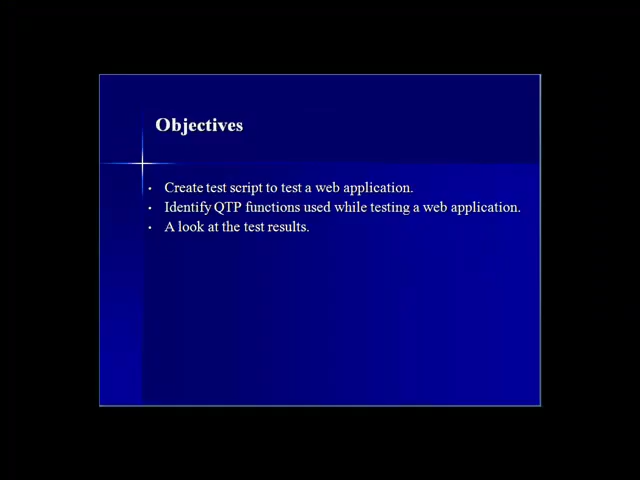 Objectives
• Create test script to test a web application.
• Identify QTP functions used while testing a web application.
• A look at the test results.